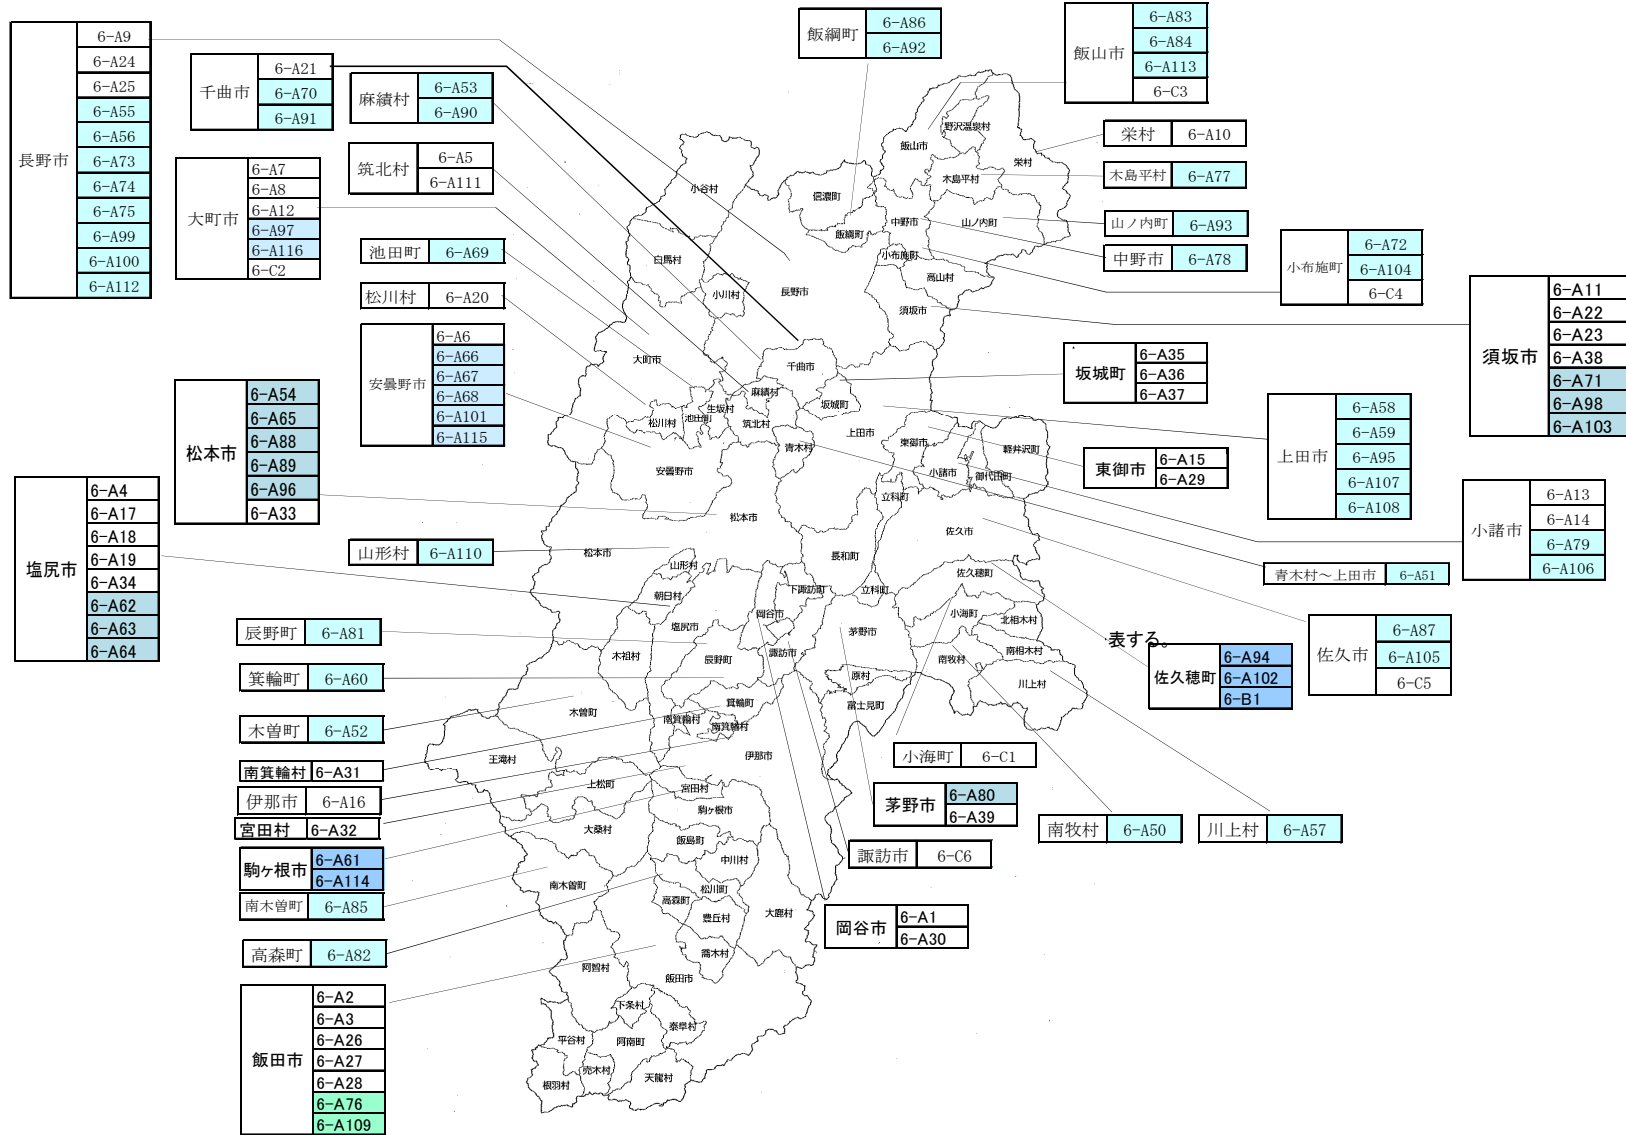 長野市
6-A9
6-A24
6-A25
6-A55
6-A56
6-A73
6-A74
6-A75
6-A99
6-A100
6-A112
千曲市
6-A21
6-A70
6-A91
麻績村
6-A53
6-A90
飯綱町
6-A86
6-A92
飯山市
6-A83
6-A84
6-A113
6-C3
大町市
6-A7
6-A8
6-A12
6-A97
6-A116
6-C2
筑北村
6-A5
6-A111
栄村
6-A10
木島平村
6-A77
山ノ内町
6-A93
中野市
6-A78
小布施町
6-A72
6-A104
6-C4
池田町
6-A69
松川村
6-A20
安曇野市
6-A6
6-A66
6-A67
6-A68
6-A101
6-A115
須坂市
6-A11
6-A22
6-A23
6-A38
6-A71
6-A98
6-A103
坂城町
6-A35
6-A36
6-A37
松本市
6-A54
6-A65
6-A88
6-A89
6-A96
6-A33
上田市
6-A58
6-A59
6-A95
6-A107
6-A108
東御市
6-A15
6-A29
塩尻市
6-A4
6-A17
6-A18
6-A19
6-A34
6-A62
6-A63
6-A64
小諸市
6-A13
6-A14
6-A79
6-A106
山形村
6-A110
青木村～上田市
6-A51
辰野町
6-A81
箕輪町
6-A60
表する。
佐久穂町
6-A94
6-A102
6-B1
佐久市
6-A87
6-A105
6-C5
木曽町
6-A52
南箕輪村
6-A31
伊那市
6-A16
宮田村
6-A32
小海町
6-C1
茅野市
6-A80
6-A39
南牧村
6-A50
川上村
6-A57
駒ヶ根市
6-A61
6-A114
南木曽町
6-A85
諏訪市
6-C6
岡谷市
6-A1
6-A30
高森町
6-A82
飯田市
6-A2
6-A3
6-A26
6-A27
6-A28
6-A76
6-A109
野沢温泉村
飯山市
栄村
木島平村
小谷村
信濃町
中野市
山ノ内町
飯綱町
白馬村
小布施町
高山村
小川村
長野市
須坂市
大町市
千曲市
麻績村
坂城町
生坂村
松川村
池田町
筑北村
上田市
青木村
東御市
軽井沢町
小諸市
御代田町
安曇野市
立科町
松本市
佐久市
松本市
長和町
山形村
佐久穂町
朝日村
下諏訪町
立科町
岡谷市
小海町
北相木村
塩尻市
茅野市
諏訪市
南相木村
木祖村
辰野町
南牧村
原村
川上村
箕輪町
富士見町
木曽町
南箕輪村
南箕輪村
伊那市
王滝村
上松町
宮田村
駒ヶ根市
大桑村
飯島町
中川村
南木曽町
松川町
高森町
豊丘村
大鹿村
喬木村
阿智村
飯田市
下条村
泰阜村
平谷村
阿南町
売木村
天龍村
根羽村